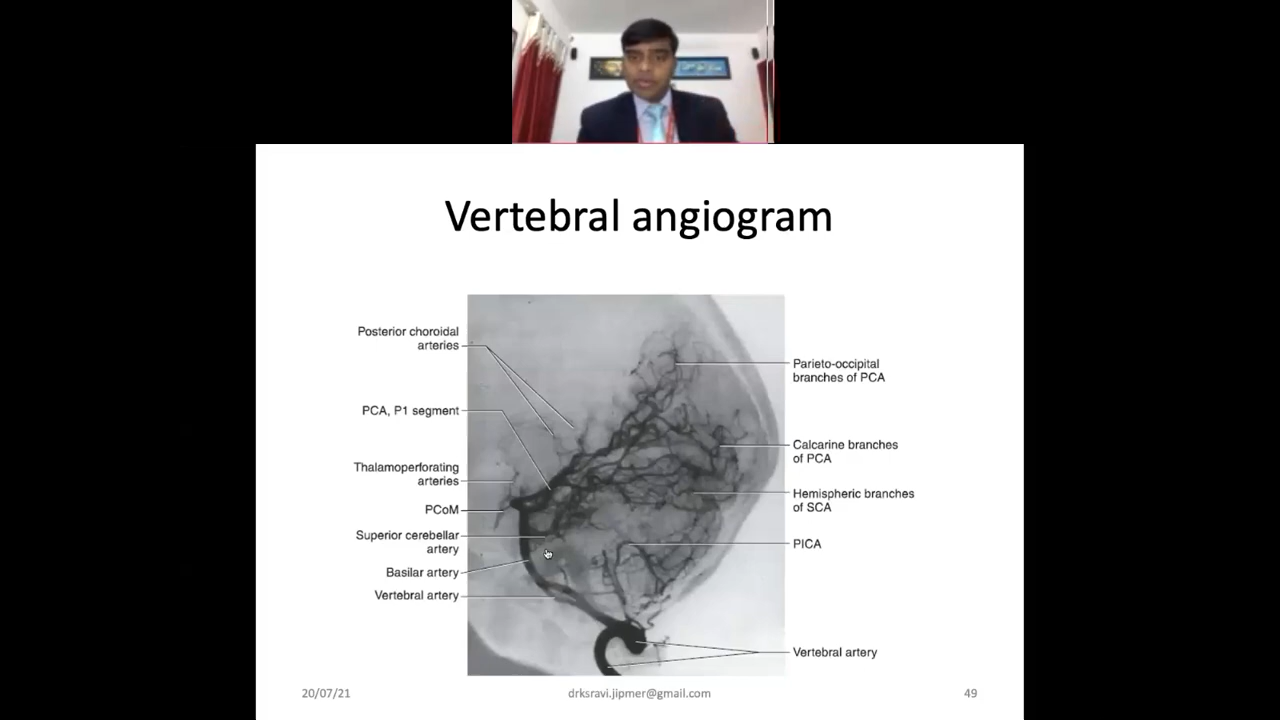 Vertebral angiogram
Posterior choroidal
arteries
PCA, P1 segment
Thalamoperforating
arteries
PCoM
Superior cerebellar
artery
Basilar artery
Vertebral artery
Parieto-occipital
branches of PCA
Calcarine branches
of PCA
Hemispheric branches
of SCA
PICA
Vertebral artery
20/07/21
drksravi.jipmer@gmail.com
49